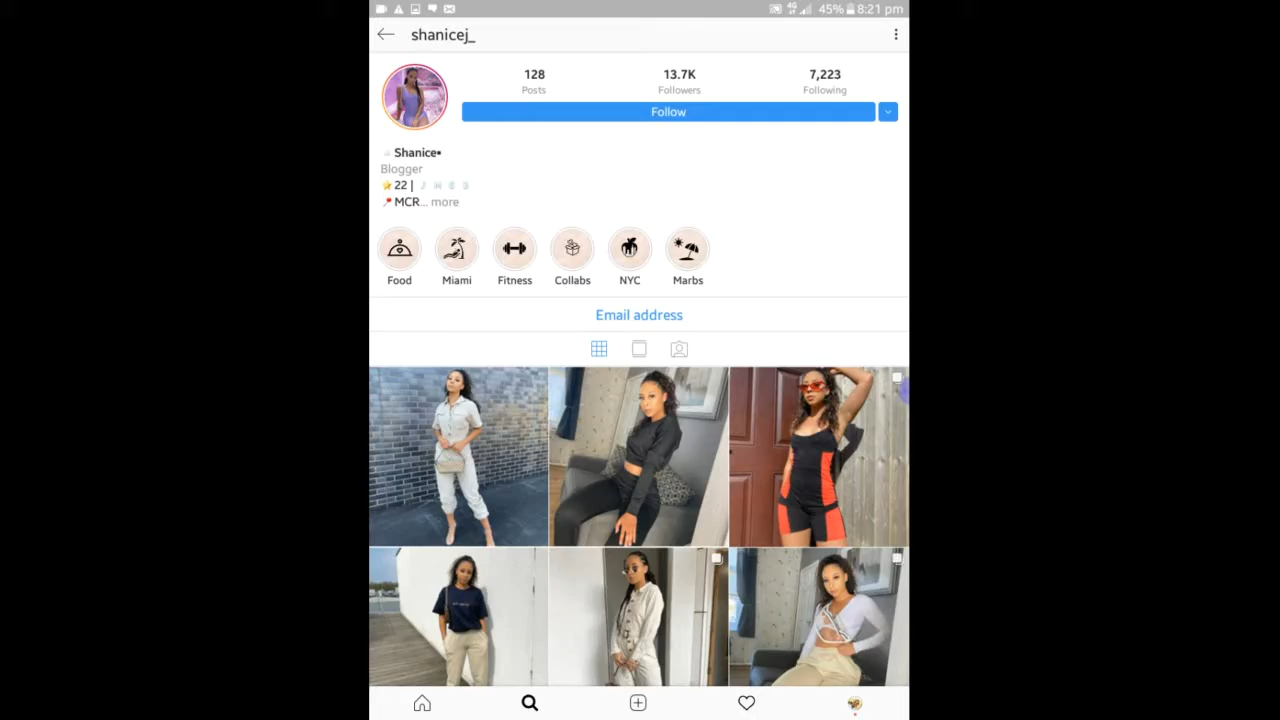 4G 45% 8:21 pm
shanicej_
128 13.7K 7,223
Posts Followers Following
Follow
Shanice
Blogger
22 |
MCR... more
Food Miami Fitness Collabs NYC Marbs
Email address